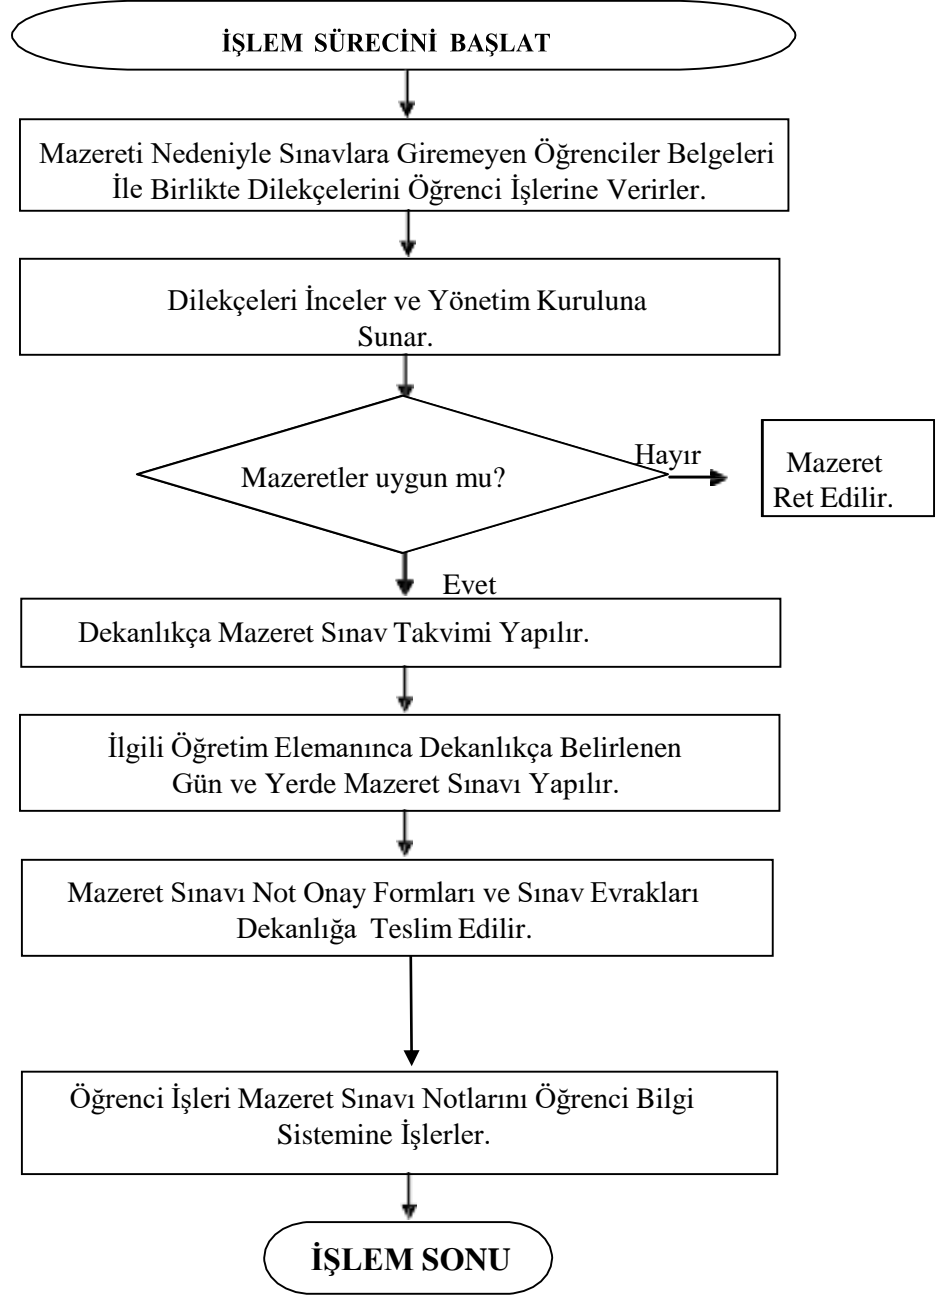 İŞLEM SÜRECİNİ BAŞLAT
Mazereti Nedeniyle Sınavlara Giremeyen Öğrenciler Belgeleri
İle Birlikte Dilekçelerini Öğrenci İşlerine Verirler.
Dilekçeleri İnceler ve Yönetim Kuruluna
Sunar.
Mazeretler uygun mu?
Hayır
Mazeret
Ret Edilir.
Evet
Dekanlıkça Mazeret Sınav Takvimi Yapılır.
İlgili Öğretim Elemanınca Dekanlıkça Belirlenen
Gün ve Yerde Mazeret Sınavı Yapılır.
Mazeret Sınavı Not Onay Formları ve Sınav Evrakları
Dekanlığa Teslim Edilir.
Öğrenci İşleri Mazeret Sınavı Notlarını Öğrenci Bilgi
Sistemine İşlerler.
İŞLEM SONU